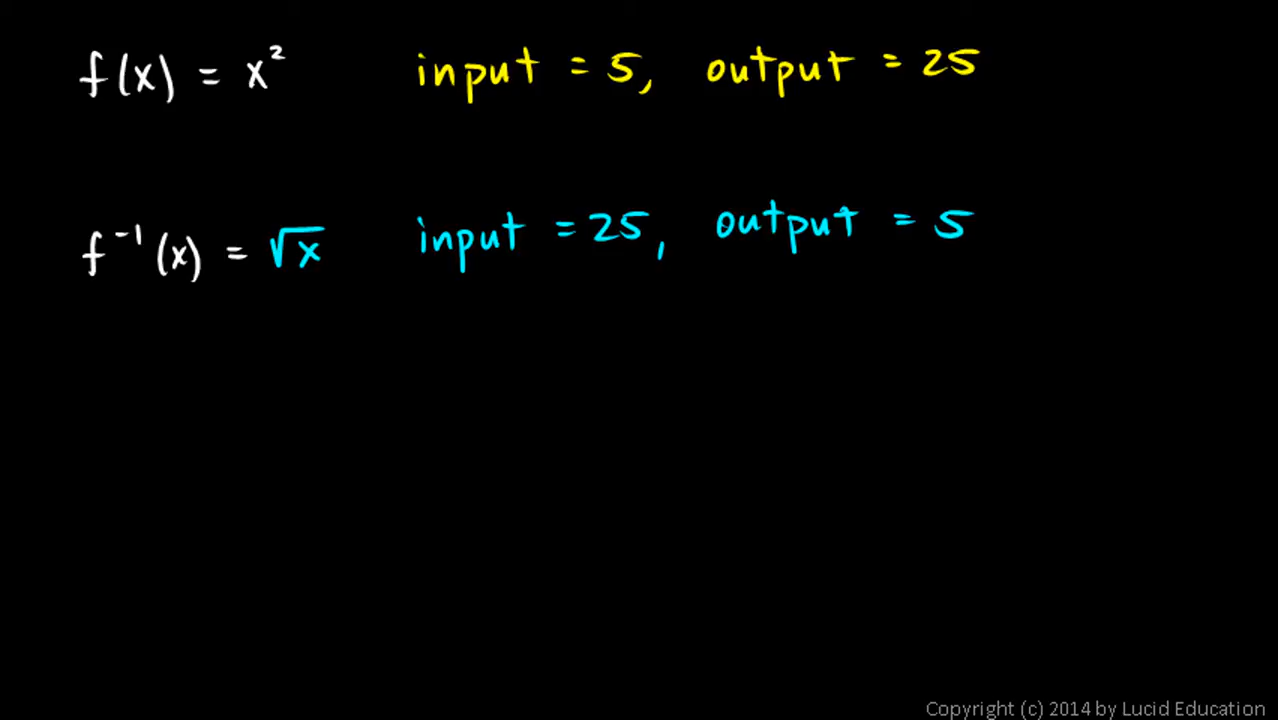 f(x) = x² input = 5, output = 25
f⁻¹(x) = √x input = 25, output = 5
Copyright (c) 2014 by Lucid Education